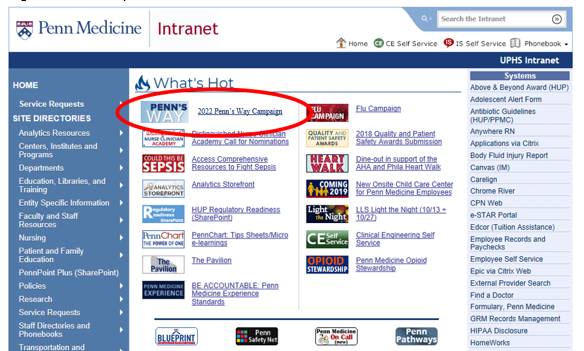 Penn Medicine
Intranet
Search the Intranet
Home
CE Self Service
IS Self Service
Phonebook
UPHS Intranet
HOME
Service Requests
SITE DIRECTORIES
Analytics Resources
Centers, Institutes and
Programs
Departments
Education, Libraries, and
Training
Entity Specific Information
Faculty and Staff
Resources
Nursing
Patient and Family
Education
PennPoint Plus (SharePoint)
Policies
Research
Service Requests
Staff Directories and
Phonebooks
Transportation and
What's Hot
PENN'S
WAY
2022 Penn's Way Campaign
NURSE CLINICIAN
ACADEMY
Distinguished Nurse Clinician
Academy Call for Nominations
COULD THIS BE
SEPSIS
Access Comprehensive
Resources to Fight Sepsis
ANALYTICS
STOREFRONT
Analytics Storefront
Regulatory
readiness
SharePoint
HUP Regulatory Readiness
(SharePoint)
PennChart
THE POWER OF ONE
PennChart: Tips Sheets/Micro
e-learnings
The
Pavilion
The Pavilion
PENN MEDICINE
EXPERIENCE
BE ACCOUNTABLE: Penn
Medicine Experience
Standards
FLU
CAMPAIGN
Flu Campaign
QUALITY AND
PATIENT SAFETY
AWARDS
2018 Quality and Patient
Safety Awards Submission
HEART
WALK
Dine-out in support of the
AHA and Phila Heart Walk
COMING
2019
New Onsite Child Care Center
for Penn Medicine Employees
Light
the Night
LLS Light the Night (10/13 +
10/27)
CE Self
Service
Clinical Engineering Self
Service
OPIOID
STEWARDSHIP
Penn Medicine Opioid
Stewardship
BLUEPRINT
Penn
Safety Net
Penn Medicine
On Call
(new)
Penn
Pathways
Systems
Above & Beyond Award (HUP)
Adolescent Alert Form
Antibiotic Guidelines
(HUP/PPMC)
Anywhere RN
Applications via Citrix
Body Fluid Injury Report
Canvas (IM)
Carelign
Chrome River
CPN Web
e-STAR Portal
Edcor (Tuition Assistance)
Employee Records and
Paychecks
Employee Self Service
Epic via Citrix Web
External Provider Search
Find a Doctor
Formulary, Penn Medicine
GRM Records Management
HIPAA Disclosure
HomeWorks